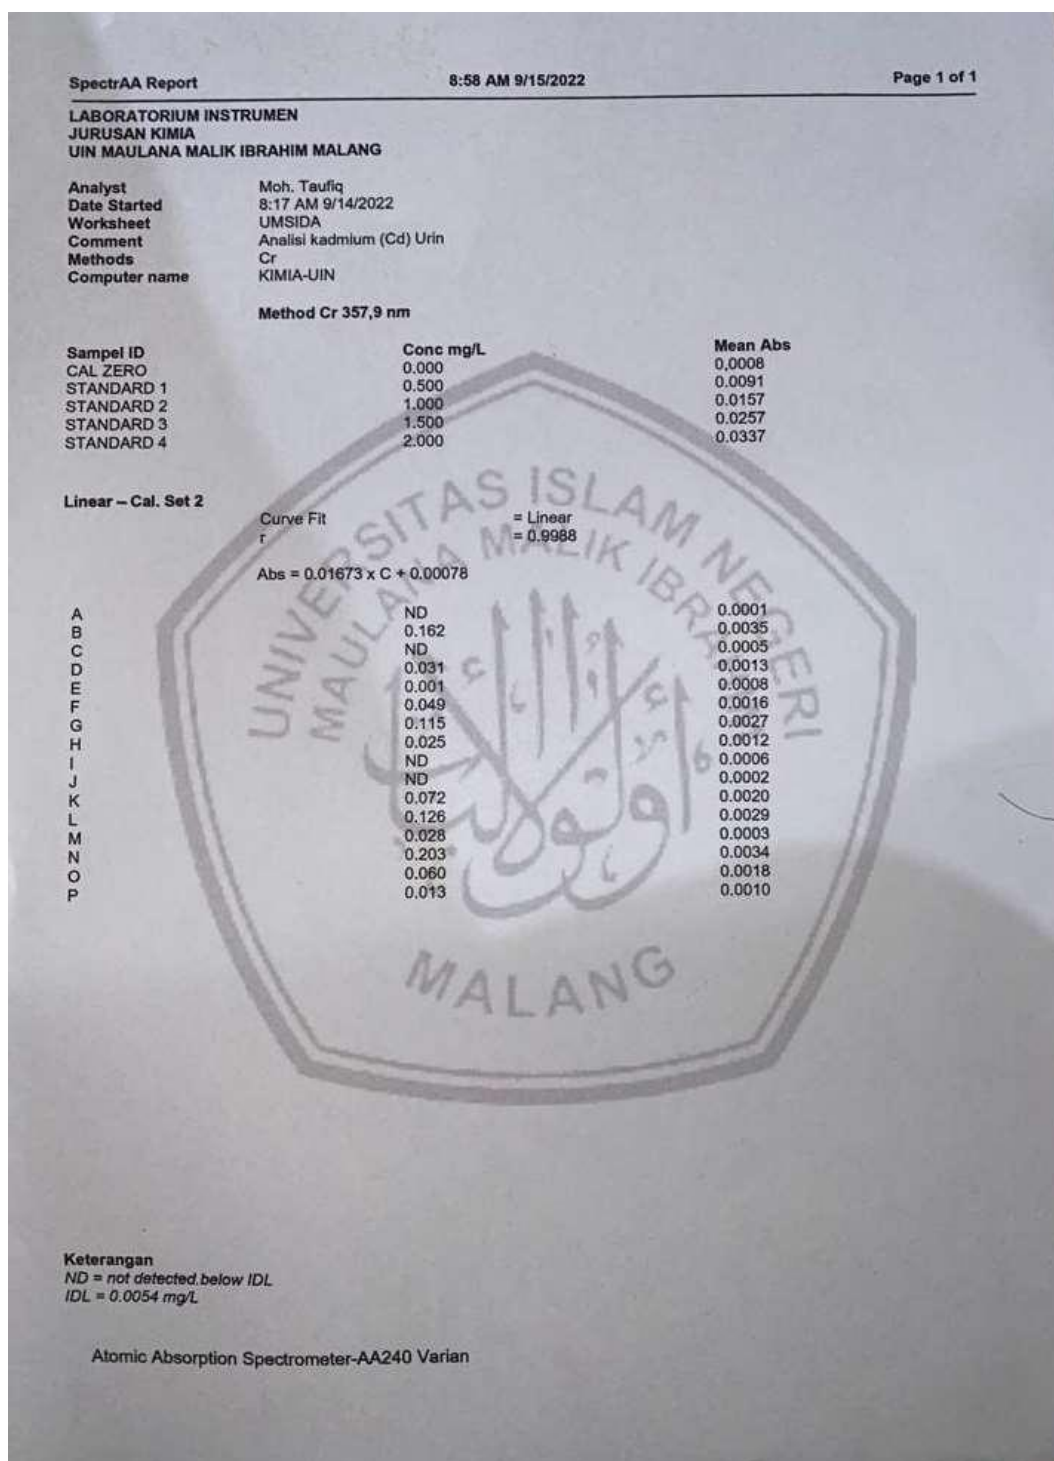 SpectrAA Report 8:58 AM 9/15/2022 Page 1 of 1
LABORATORIUM INSTRUMEN
JURUSAN KIMIA
UIN MAULANA MALIK IBRAHIM MALANG
Analyst Moh. Taufiq
Date Started 8:17 AM 9/14/2022
Worksheet UMSIDA
Comment Analisi kadmium (Cd) Urin
Methods Cr
Computer name KIMIA-UIN
Method Cr 357,9 nm
Sampel ID Conc mg/L Mean Abs
CAL ZERO 0.000 0,0008
STANDARD 1 0.500 0.0091
STANDARD 2 1.000 0.0157
STANDARD 3 1.500 0.0257
STANDARD 4 2.000 0.0337
Linear – Cal. Set 2
Curve Fit = Linear
r = 0.9988
Abs = 0.01673 x C + 0.00078
A ND 0.0001
B 0.162 0.0035
C ND 0.0005
D 0.031 0.0013
E 0.001 0.0008
F 0.049 0.0016
G 0.115 0.0027
H 0.025 0.0012
I ND 0.0006
J ND 0.0002
K 0.072 0.0020
L 0.126 0.0029
M 0.028 0.0003
N 0.203 0.0034
O 0.060 0.0018
P 0.013 0.0010
UNIVERSITAS ISLAM NEGERI
MAULANA MALIK IBRAHIM
MALANG
Keterangan
ND = not detected.below IDL
IDL = 0.0054 mg/L
Atomic Absorption Spectrometer-AA240 Varian